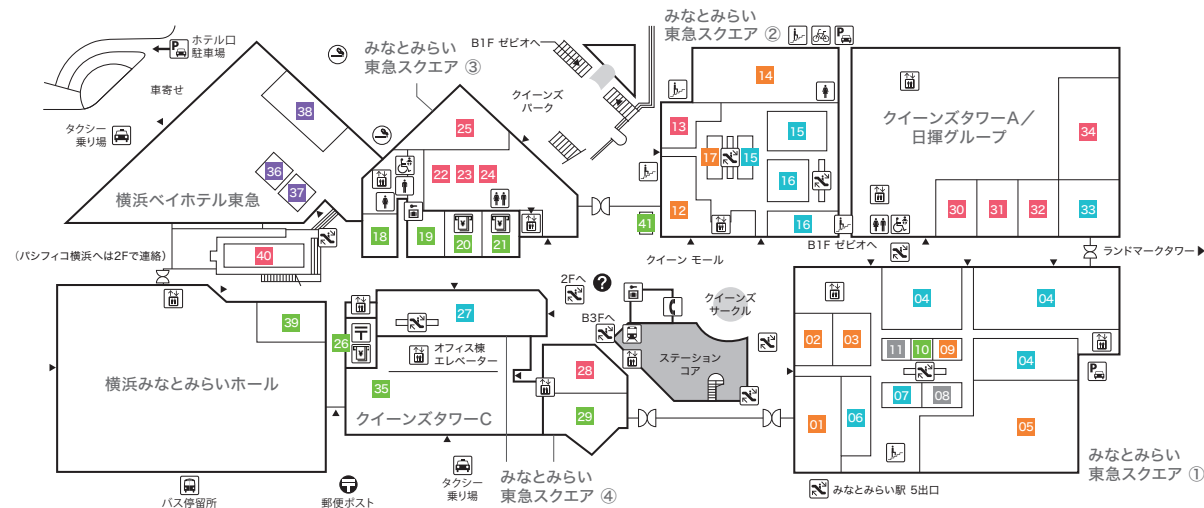 ホテル口
駐車場
車寄せ
タクシー
乗り場
横浜ベイホテル東急
38
36
37
みなとみらい
東急スクエア ③
B1F ゼビオへ
クイーンズ
パーク
25
22 23 24
18 19 20 21
41
クイーン モール
みなとみらい
東急スクエア ②
14
13
17 15 15
16
12 16
B1F ゼビオへ
クイーンズタワーA／
日揮グループ
34
30 31 32 33
ランドマークタワー
40
(パシフィコ横浜へは2Fで連絡)
39
横浜みなとみらいホール
バス停留所
郵便ポスト
26
27
オフィス棟
エレベーター
35
クイーンズタワーC
28
29
タクシー
乗り場
みなとみらい
東急スクエア ④
2Fへ
?
B3Fへ
クイーンズ
サークル
ステーション
コア
04 04
02 03
11 10 09
04
07 08
01 06 05
みなとみらい
東急スクエア ①
みなとみらい駅 5出口